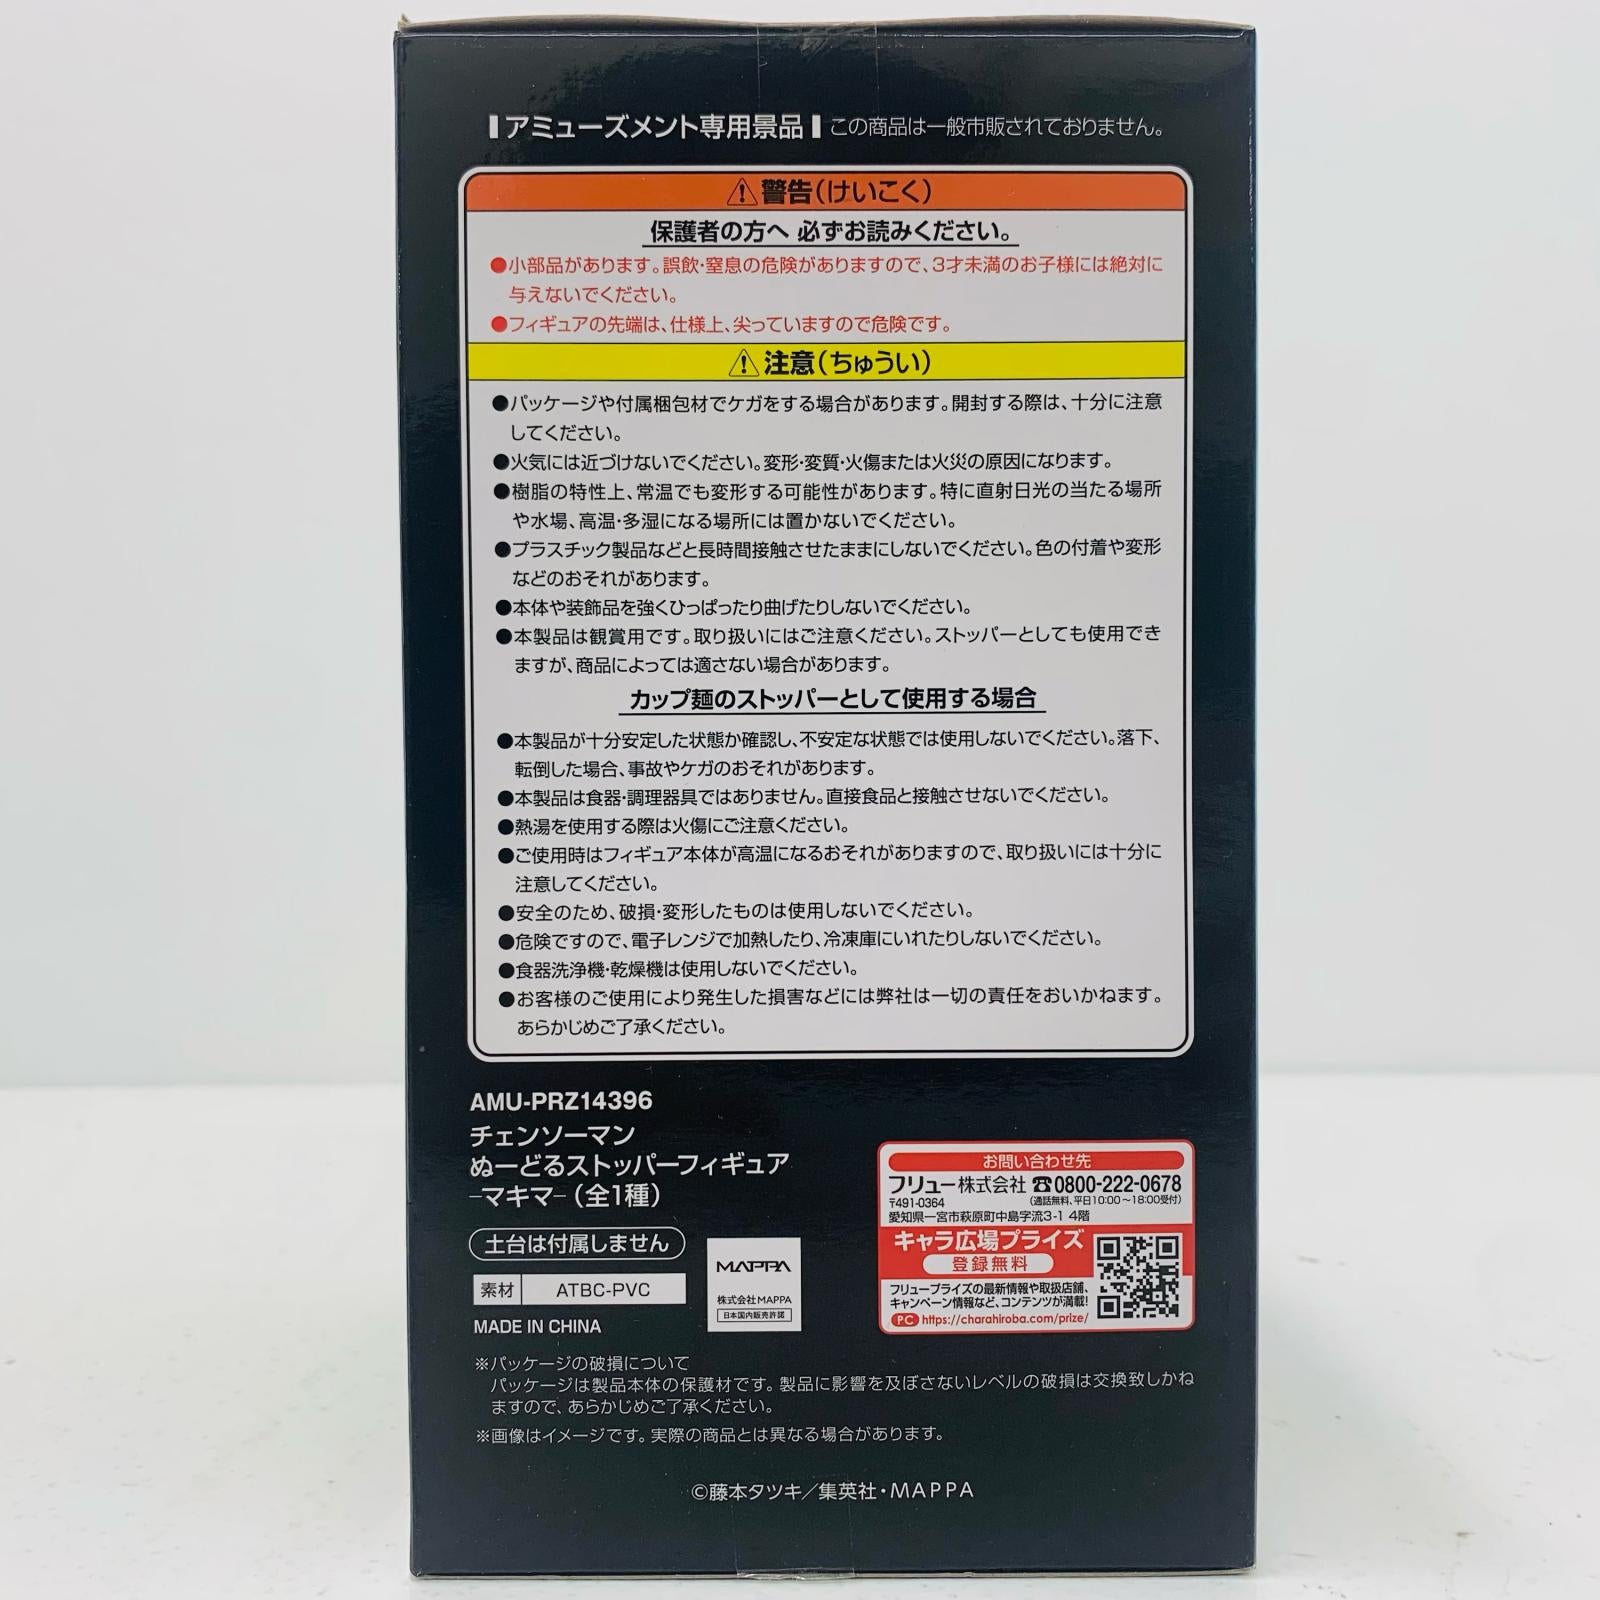 アミューズメント専用景品 この商品は一般市販されておりません。
⚠警告(けいこく)
保護者の方へ 必ずお読みください。
●小部品があります。誤飲・窒息の危険がありますので、3才未満のお子様には絶対に
与えないでください。
●フィギュアの先端は、仕様上、尖っていますので危険です。
⚠注意(ちゅうい)
●パッケージや付属梱包材でケガをする場合があります。開封する際は、十分に注意
してください。
●火気には近づけないでください。変形・変質・火傷または火災の原因になります。
●樹脂の特性上、常温でも変形する可能性があります。特に直射日光の当たる場所
や水場、高温・多湿になる場所には置かないでください。
●プラスチック製品などと長時間接触させたままにしないでください。色の付着や変形
などのおそれがあります。
●本体や装飾品を強くひっぱったり曲げたりしないでください。
●本製品は観賞用です。取り扱いにはご注意ください。ストッパーとしても使用でき
ますが、商品によっては適さない場合があります。
カップ麺のストッパーとして使用する場合
●本製品が十分安定した状態か確認し、不安定な状態では使用しないでください。落下、
転倒した場合、事故やケガのおそれがあります。
●本製品は食器・調理器具ではありません。直接食品と接触させないでください。
●熱湯を使用する際は火傷にご注意ください。
●ご使用時はフィギュア本体が高温になるおそれがありますので、取り扱いには十分に
注意してください。
●安全のため、破損・変形したものは使用しないでください。
●危険ですので、電子レンジで加熱したり、冷凍庫にいれたりしないでください。
●食器洗浄機・乾燥機は使用しないでください。
●お客様のご使用により発生した損害などには弊社は一切の責任をおいかねます。
あらかじめご了承ください。
AMU-PRZ14396
チェンソーマン
ぬーどるストッパーフィギュア
-マキマ-(全1種)
土台は付属しません
素材 ATBC-PVC
MADE IN CHINA
MAPPA
株式会社MAPPA
日本国内販売許諾
お問い合わせ先
フリュー株式会社 ☎0800-222-0678
〒491-0364 (通話無料、平日10:00〜18:00受付)
愛知県一宮市萩原町中島字流3-1 4階
キャラ広場プライズ
登録無料
フリュープライズの最新情報や取扱店舗、
キャンペーン情報など、コンテンツが満載!
PC https://charahiroba.com/prize/
※パッケージの破損について
パッケージは製品本体の保護材です。製品に影響を及ぼさないレベルの破損は交換致しかね
ますので、あらかじめご了承ください。
※画像はイメージです。実際の商品とは異なる場合があります。
©藤本タツキ/集英社・MAPPA